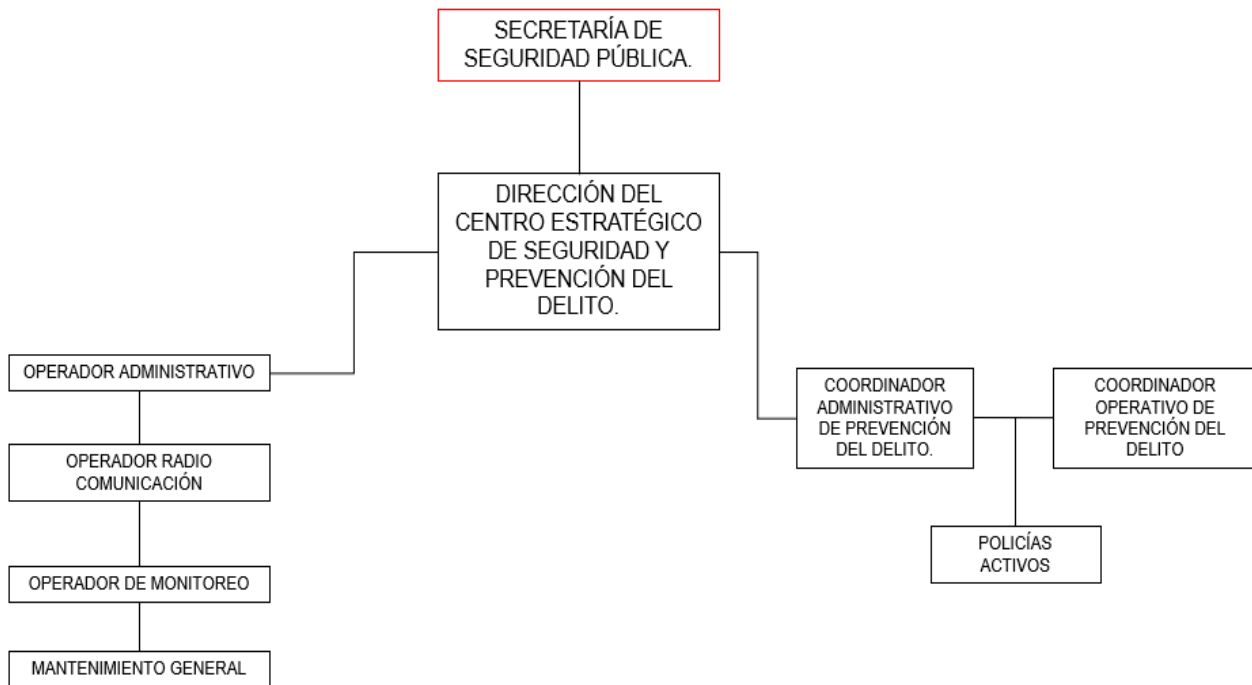 SECRETARÍA DE
SEGURIDAD PÚBLICA.
DIRECCIÓN DEL
CENTRO ESTRATÉGICO
DE SEGURIDAD Y
PREVENCIÓN DEL
DELITO.
OPERADOR ADMINISTRATIVO
OPERADOR RADIO
COMUNICACIÓN
OPERADOR DE MONITOREO
MANTENIMIENTO GENERAL
COORDINADOR
ADMINISTRATIVO
DE PREVENCIÓN
DEL DELITO.
COORDINADOR
OPERATIVO DE
PREVENCIÓN DEL
DELITO
POLICÍAS
ACTIVOS